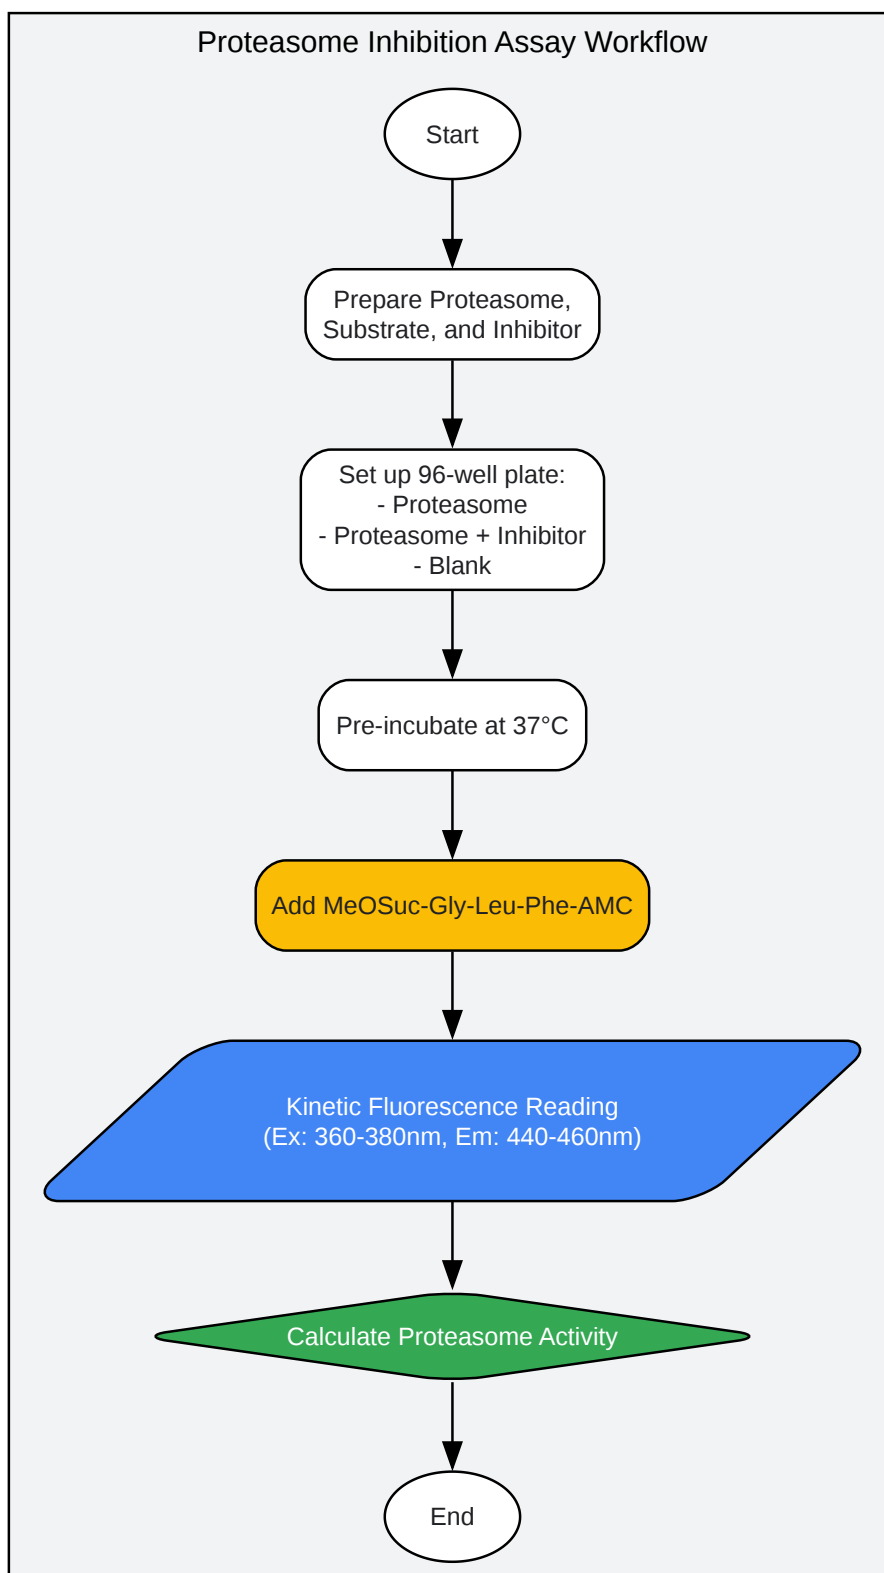 Proteasome Inhibition Assay Workflow
Start
Prepare Proteasome,
Substrate, and Inhibitor
Set up 96-well plate:
- Proteasome
- Proteasome + Inhibitor
- Blank
Pre-incubate at 37°C
Add MeOSuc-Gly-Leu-Phe-AMC
Kinetic Fluorescence Reading
(Ex: 360-380nm, Em: 440-460nm)
Calculate Proteasome Activity
End